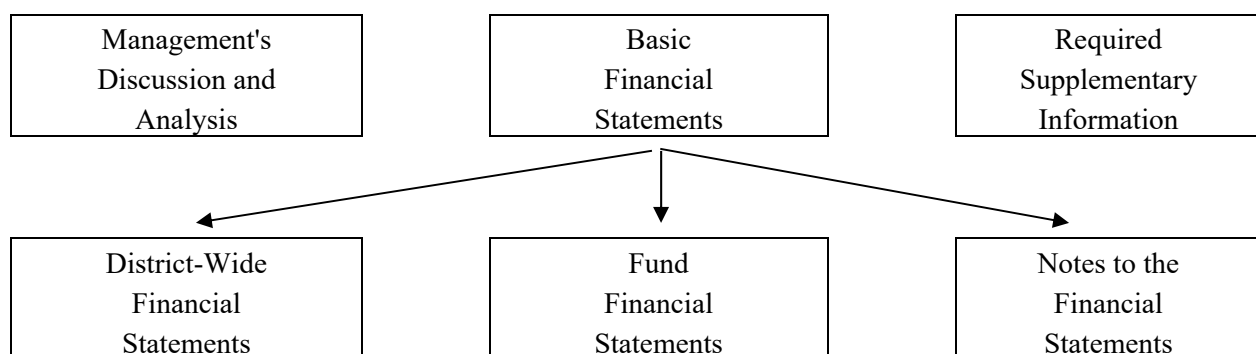 Management's
Discussion and
Analysis
Basic
Financial
Statements
Required
Supplementary
Information
District-Wide
Financial
Statements
Fund
Financial
Statements
Notes to the
Financial
Statements